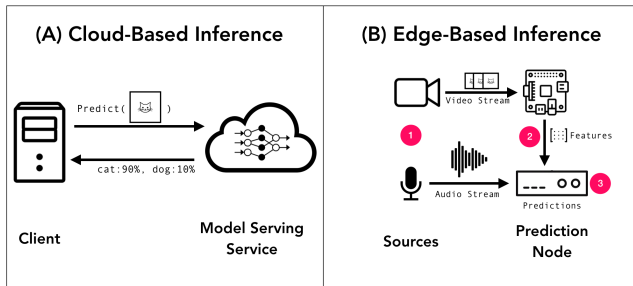 (A) Cloud-Based Inference
Predict( )
cat:90%, dog:10%
Client
Model Serving
Service
(B) Edge-Based Inference
Video Stream
1
2
[:::] Features
Audio Stream
3
Predictions
Sources
Prediction
Node